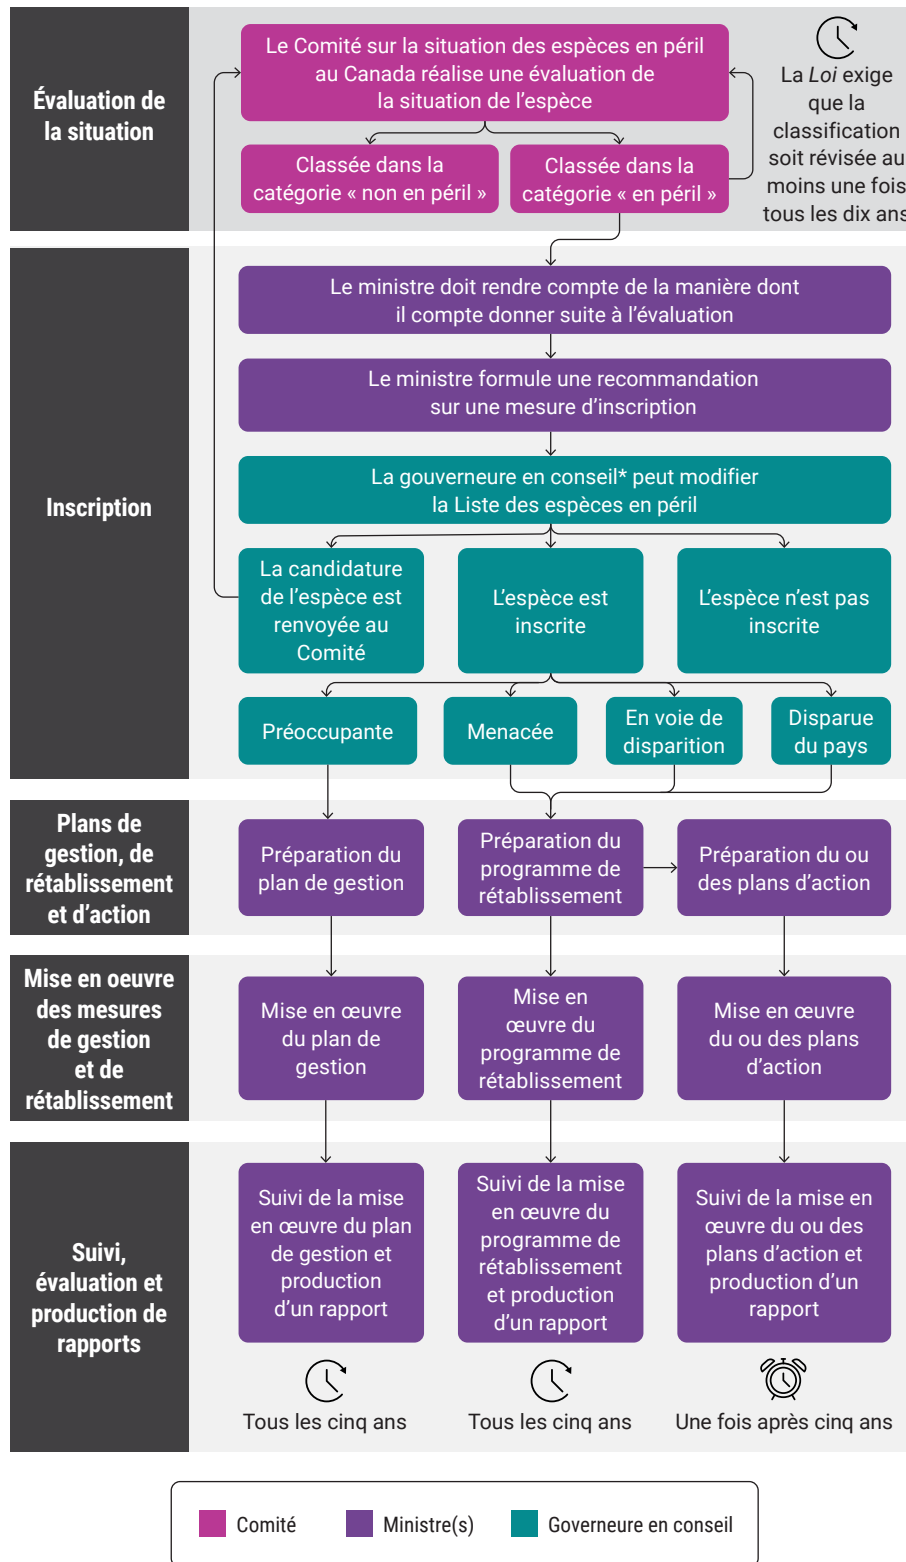 Évaluation de
la situation
Le Comité sur la situation des espèces en péril
au Canada réalise une évaluation de
la situation de l'espèce
Classée dans la
catégorie « non en péril »
Classée dans la
catégorie « en péril »
La Loi exige
que la
classification
soit révisée au
moins une fois
tous les dix ans
Inscription
Le ministre doit rendre compte de la manière dont
il compte donner suite à l'évaluation
Le ministre formule une recommandation
sur une mesure d'inscription
La gouverneure en conseil* peut modifier
la Liste des espèces en péril
La candidature
de l'espèce est
renvoyée au
Comité
L'espèce est
inscrite
L'espèce n'est pas
inscrite
Préoccupante
Menacée
En voie de
disparition
Disparue
du pays
Plans de
gestion, de
rétablissement
et d'action
Préparation du
plan de gestion
Préparation du
programme de
rétablissement
Préparation du ou
des plans d'action
Mise en oeuvre
des mesures
de gestion
et de
rétablissement
Mise en œuvre
du plan de
gestion
Mise en
œuvre du
programme de
rétablissement
Mise en œuvre
du ou des plans
d'action
Suivi,
évaluation et
production de
rapports
Suivi de la mise
en œuvre du plan
de gestion et
production
d'un rapport
Suivi de la mise
en œuvre du
programme de
rétablissement
et production
d'un rapport
Suivi de la mise en
œuvre du ou des
plans d'action et
production d'un
rapport
Tous les cinq ans
Tous les cinq ans
Une fois après cinq ans
Comité
Ministre(s)
Governeure en conseil